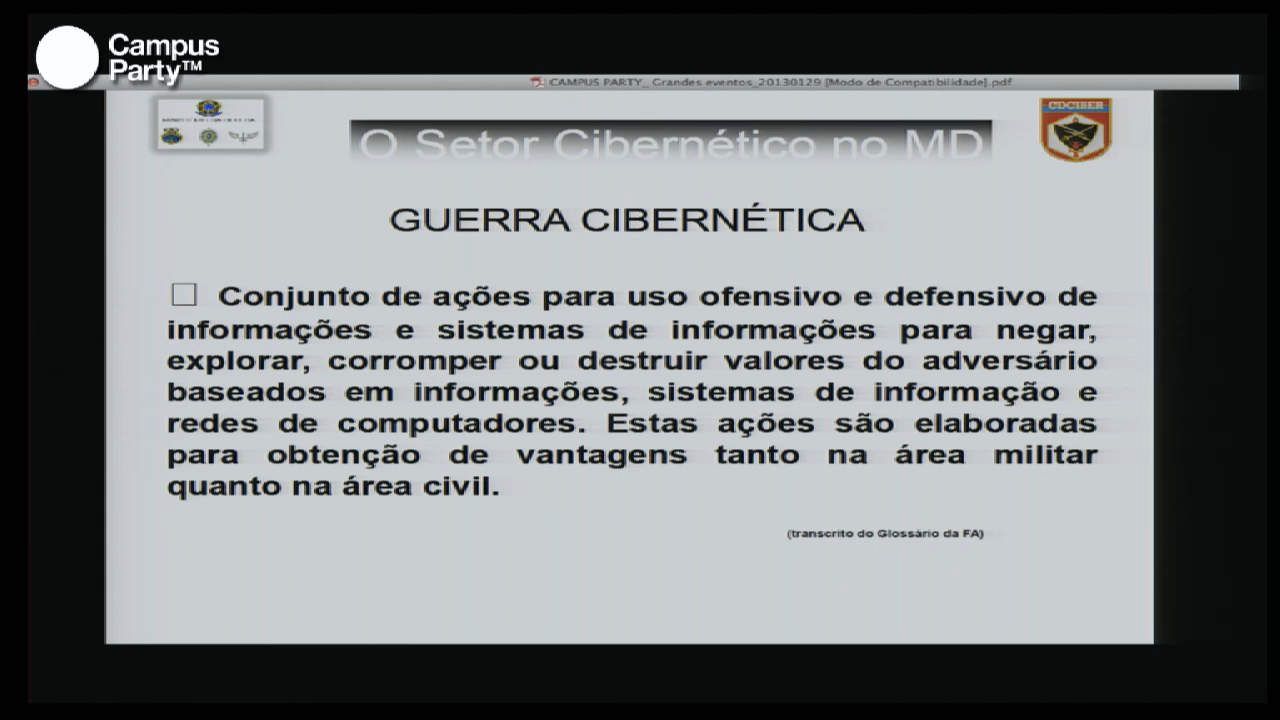 Campus
Party™
CAMPUS PARTY_ Grandes eventos_20130129 [Modo de Compatibilidade].pdf
O Setor Cibernético no MD
GUERRA CIBERNÉTICA
Conjunto de ações para uso ofensivo e defensivo de
informações e sistemas de informações para negar,
explorar, corromper ou destruir valores do adversário
baseados em informações, sistemas de informação e
redes de computadores. Estas ações são elaboradas
para obtenção de vantagens tanto na área militar
quanto na área civil.
(transcrito do Glossário da FA)